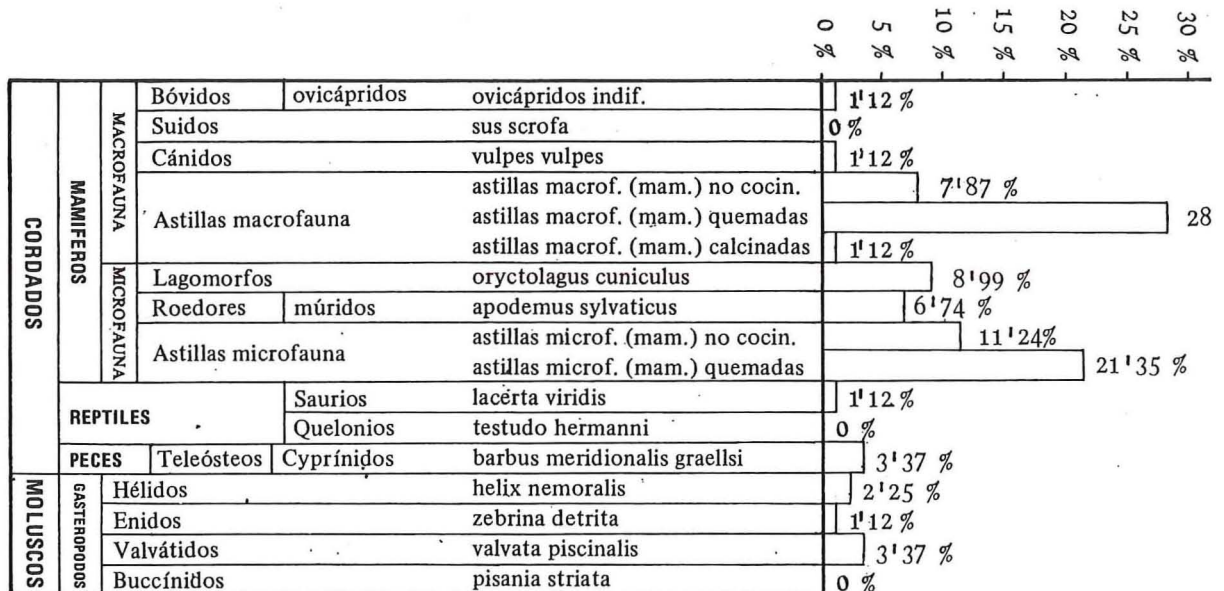 0 % 5 % 10 % 15 % 20 % 25 % 30 %
CORDADOS
MAMIFEROS
MACROFAUNA
Bóvidos ovicápridos ovicápridos indif. 1'12 %
Suidos sus scrofa 0 %
Cánidos vulpes vulpes 1'12 %
astillas macrof. (mam.) no cocin. 7'87 %
Astillas macrofauna astillas macrof. (mam.) quemadas 28
astillas macrof. (mam.) calcinadas 1'12 %
MICROFAUNA
Lagomorfos oryctolagus cuniculus 8'99 %
Roedores múridos apodemus sylvaticus 6'74 %
astillas microf. (mam.) no cocin. 11'24%
Astillas microfauna
astillas microf. (mam.) quemadas 21'35 %
REPTILES
Saurios lacerta viridis 1'12 %
Quelonios testudo hermanni 0 %
PECES Teleósteos Cyprínidos barbus meridionalis graellsi 3'37 %
MOLUSCOS
GASTEROPODOS
Hélidos helix nemoralis 2'25 %
Enidos zebrina detrita 1'12 %
Valvátidos valvata piscinalis 3'37 %
Buccínidos pisania striata 0 %